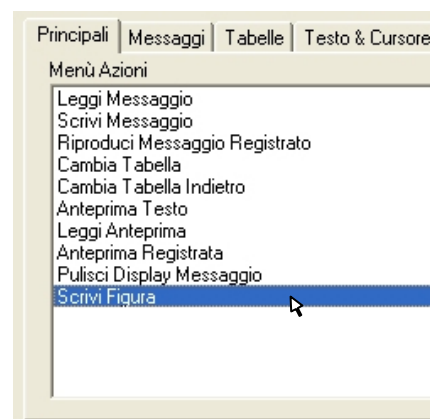 Principali Messaggi Tabelle Testo & Cursore
Menù Azioni
Leggi Messaggio
Scrivi Messaggio
Riproduci Messaggio Registrato
Cambia Tabella
Cambia Tabella Indietro
Anteprima Testo
Leggi Anteprima
Anteprima Registrata
Pulisci Display Messaggio
Scrivi Figura